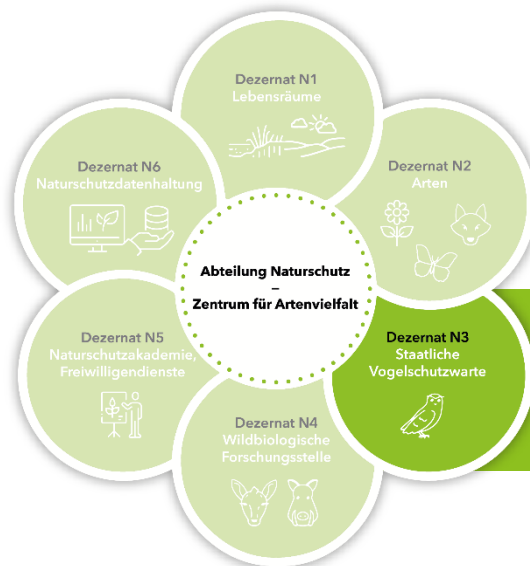 Dezernat N1
Lebensräume
Dezernat N2
Arten
Dezernat N3
Staatliche
Vogelschutzwarte
Dezernat N4
Wildbiologische
Forschungsstelle
Dezernat N5
Naturschutzakademie,
Freiwilligendienste
Dezernat N6
Naturschutzdatenhaltung
Abteilung Naturschutz
–
Zentrum für Artenvielfalt